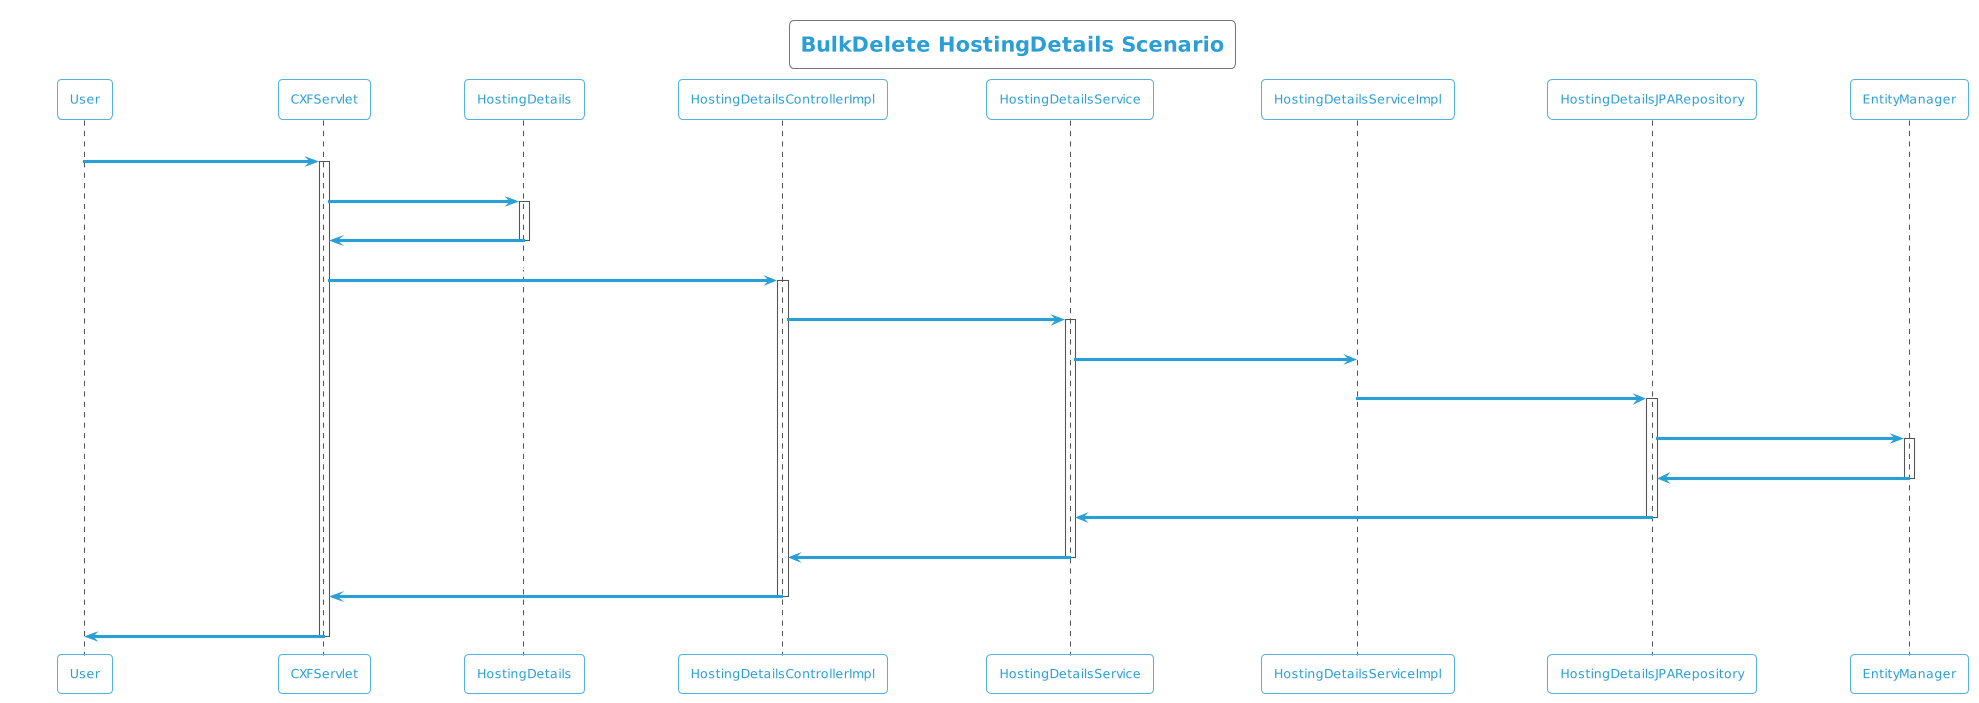 BulkDelete HostingDetails Scenario
User
CXFServlet
HostingDetails
HostingDetailsControllerImpl
HostingDetailsService
HostingDetailsServiceImpl
HostingDetailsJPARepository
EntityManager
User
CXFServlet
HostingDetails
HostingDetailsControllerImpl
HostingDetailsService
HostingDetailsServiceImpl
HostingDetailsJPARepository
EntityManager